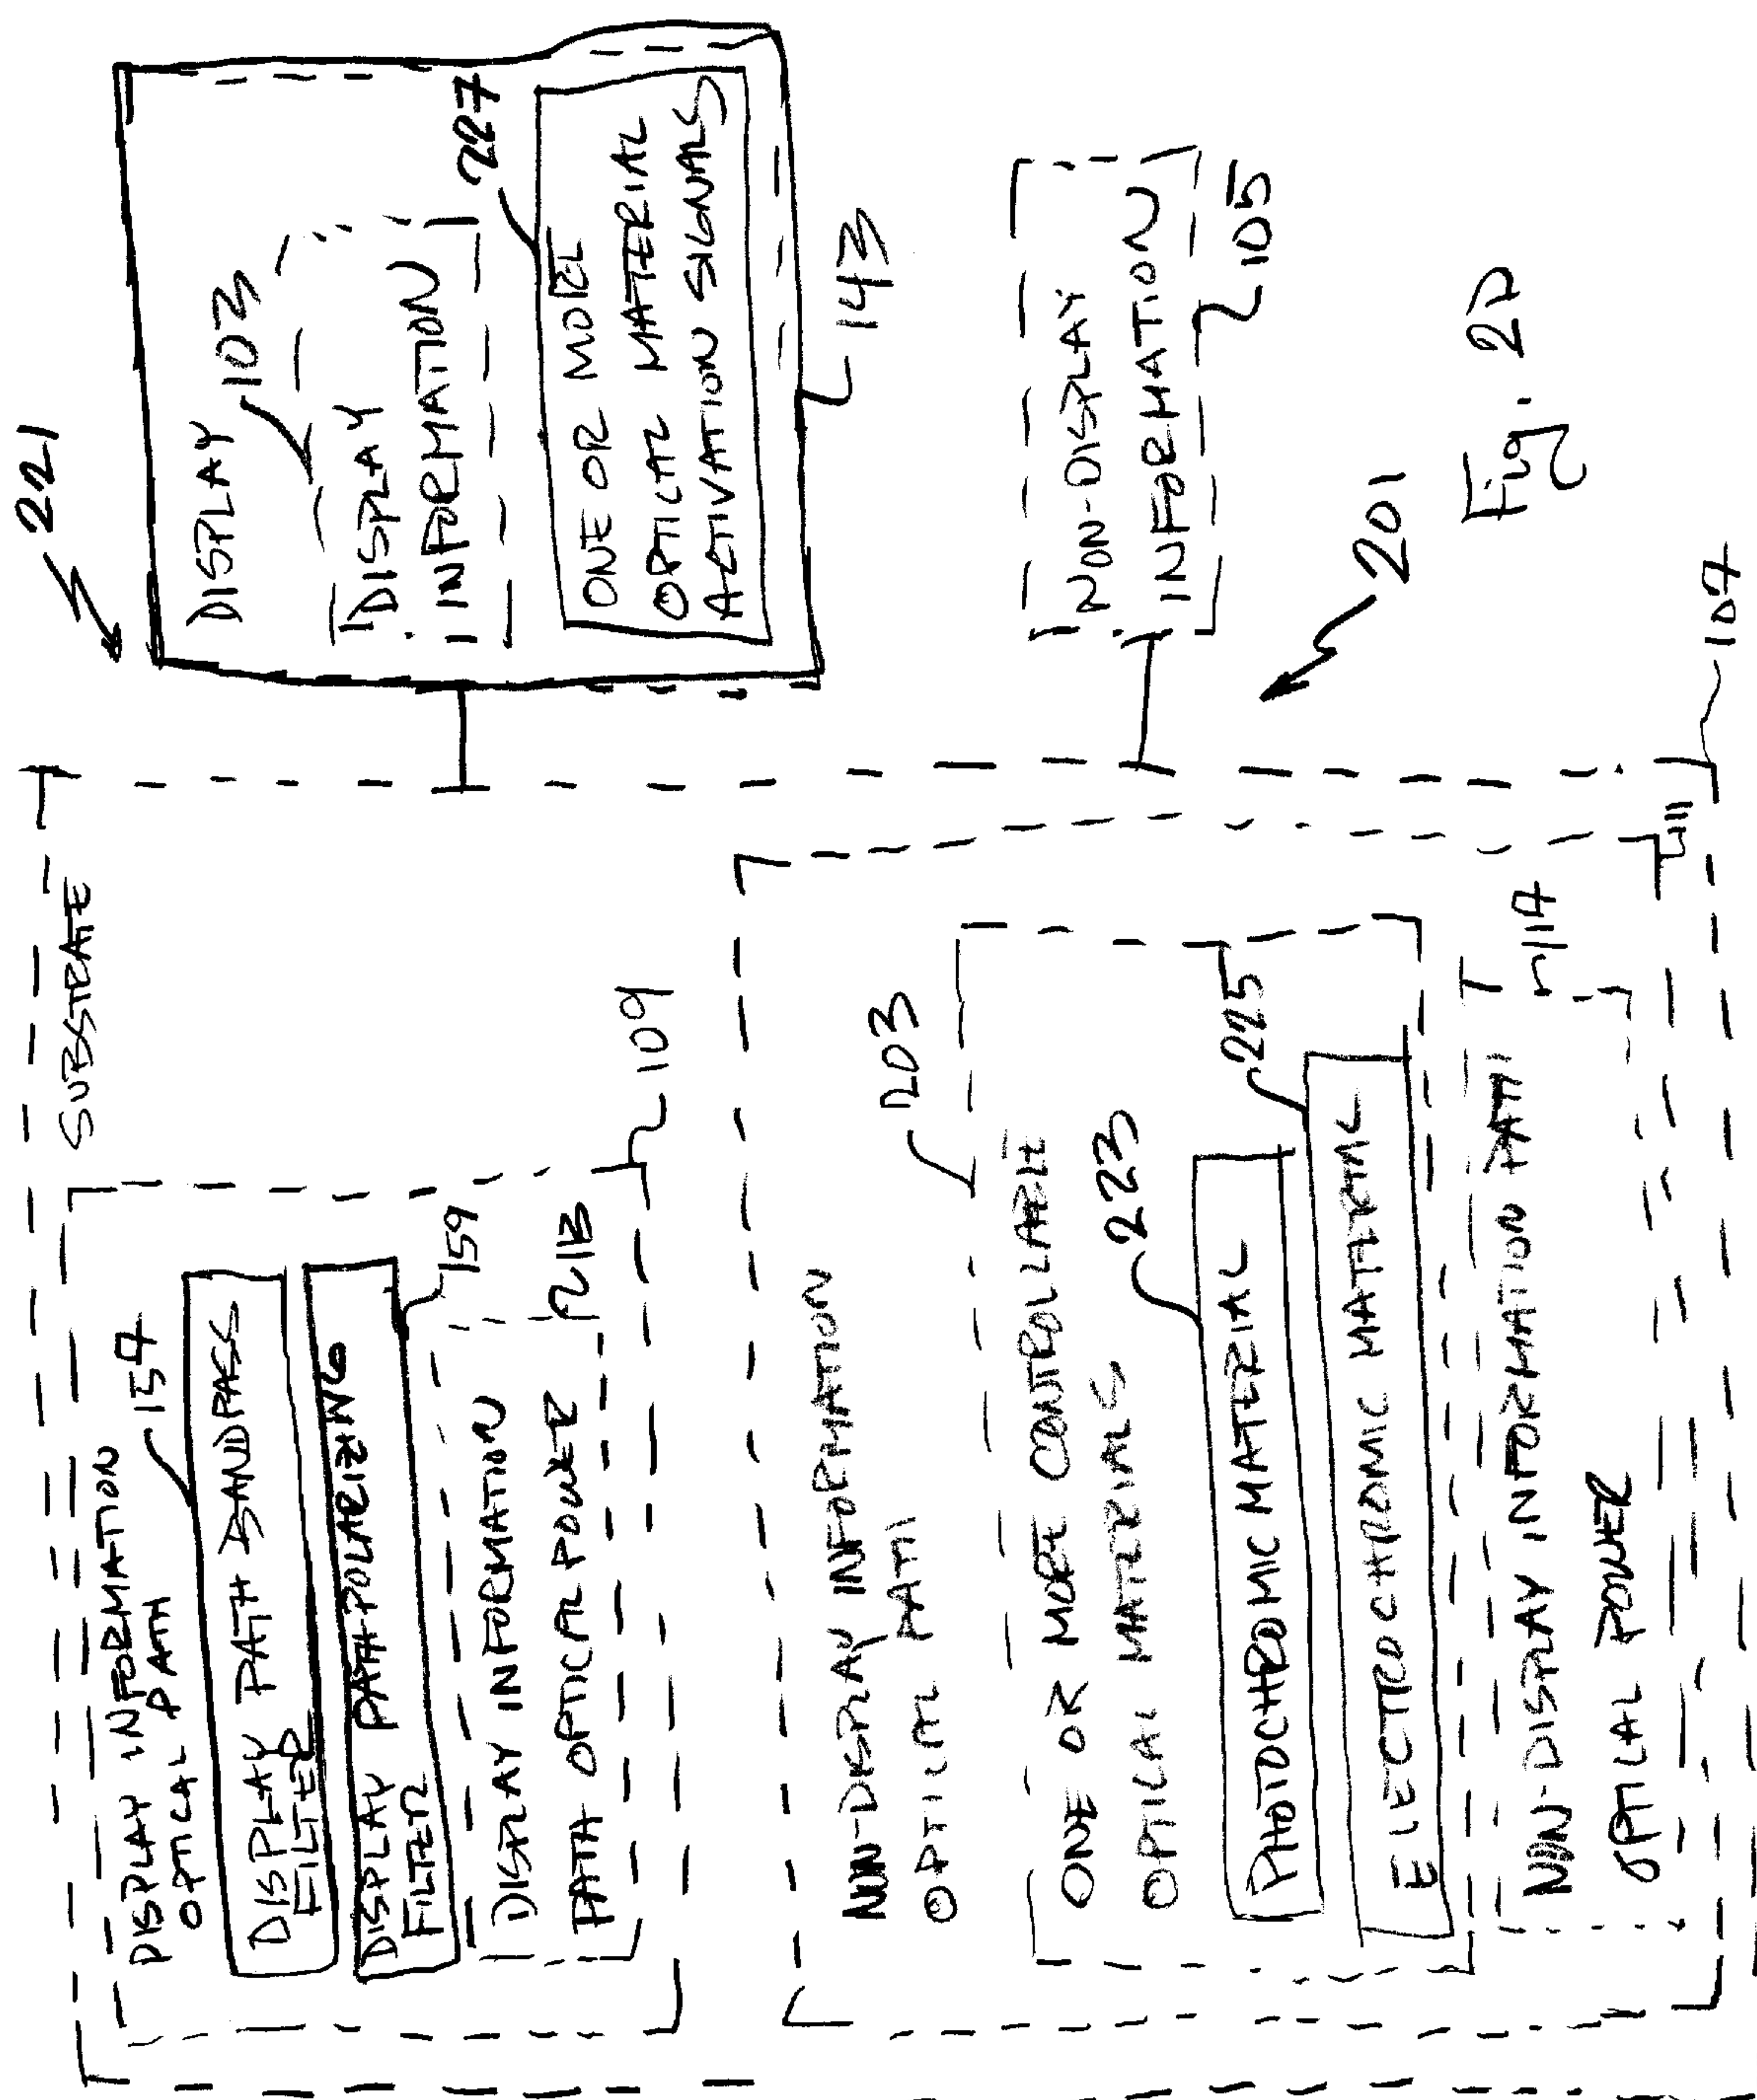 SUBSTRATE
DISPLAY INFORMATION
OPTICAL PATH
157
DISPLAY PATH BANDPASS
FILTER
DISPLAY PATH POLARIZING
FILTER
159
DISPLAY INFORMATION
PATH OPTICAL POWER
113
109
NON-DISPLAY INFORMATION
OPTICAL PATH
203
ONE OR MORE CONTROLLABLE
OPTICAL MATERIALS
223
PHOTOCHROMIC MATERIAL
225
ELECTROCHROMIC MATERIAL
NON-DISPLAY INFORMATION PATH
OPTICAL POWER
117
111
107
221
DISPLAY
103
DISPLAY
INFORMATION
227
ONE OR MORE
OPTICAL MATERIAL
ACTIVATION SIGNALS
143
NON-DISPLAY
INFORMATION
105
201
Fig. 2D